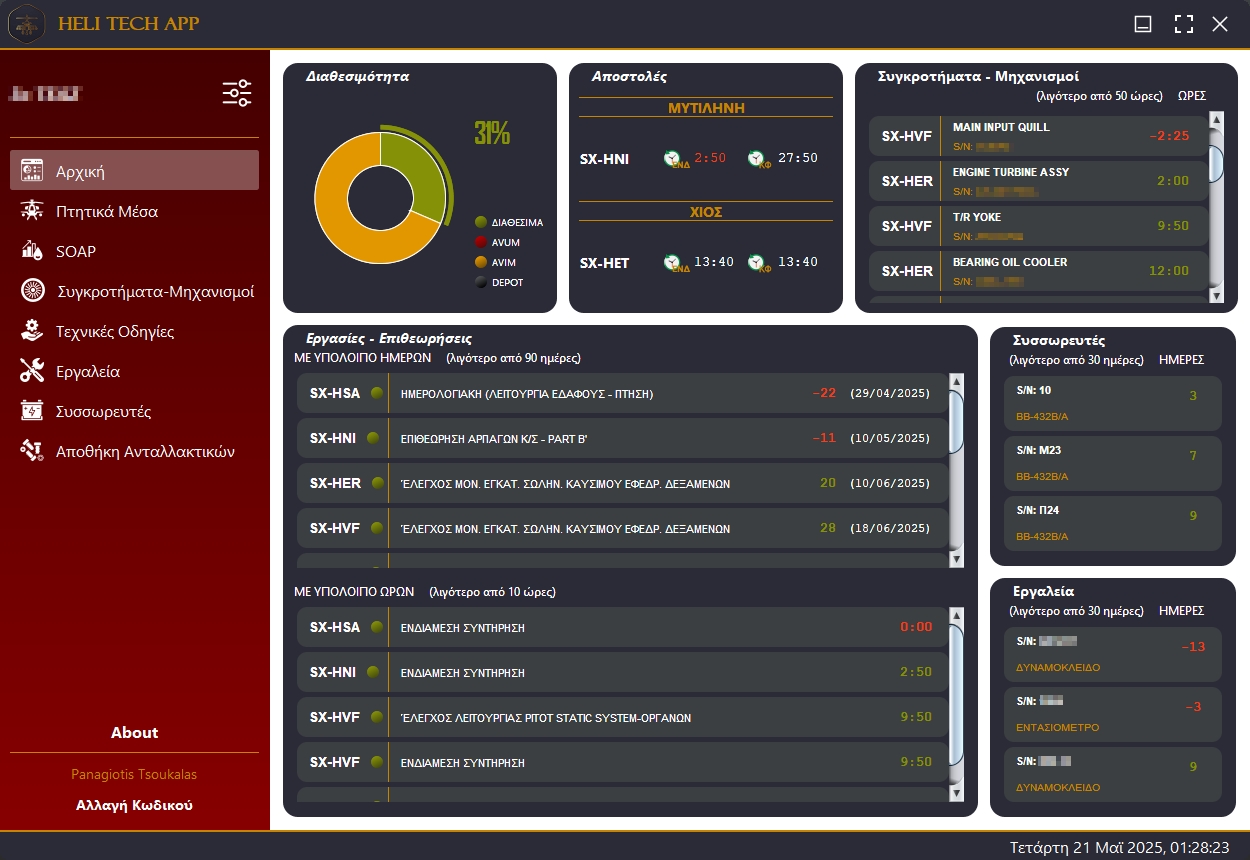 HELI TECH APP
Αρχική
Πτητικά Μέσα
SOAP
Συγκροτήματα-Μηχανισμοί
Τεχνικές Οδηγίες
Εργαλεία
Συσσωρευτές
Αποθήκη Ανταλλακτικών
About
Panagiotis Tsoukalas
Αλλαγή Κωδικού
Διαθεσιμότητα
31%
ΔΙΑΘΕΣΙΜΑ
AVUM
AVIM
DEPOT
Αποστολές
ΜΥΤΙΛΗΝΗ
SX-HNI ΕΝΔ 2:50 ΚΦ 27:50
ΧΙΟΣ
SX-HET ΕΝΔ 13:40 ΚΦ 13:40
Συγκροτήματα - Μηχανισμοί
(λιγότερο από 50 ώρες) ΩΡΕΣ
SX-HVF MAIN INPUT QUILL -2:25
S/N:
SX-HER ENGINE TURBINE ASSY 2:00
S/N:
SX-HVF T/R YOKE 9:50
S/N:
SX-HER BEARING OIL COOLER 12:00
S/N:
Εργασίες - Επιθεωρήσεις
ΜΕ ΥΠΟΛΟΙΠΟ ΗΜΕΡΩΝ (λιγότερο από 90 ημέρες)
SX-HSA ΗΜΕΡΟΛΟΓΙΑΚΗ (ΛΕΙΤΟΥΡΓΙΑ ΕΔΑΦΟΥΣ - ΠΤΗΣΗ) -22 (29/04/2025)
SX-HNI ΕΠΙΘΕΩΡΗΣΗ ΑΡΠΑΓΩΝ Κ/Σ - PART B' -11 (10/05/2025)
SX-HER ΈΛΕΓΧΟΣ ΜΟΝ. ΕΓΚΑΤ. ΣΩΛΗΝ. ΚΑΥΣΙΜΟΥ ΕΦΕΔΡ. ΔΕΞΑΜΕΝΩΝ 20 (10/06/2025)
SX-HVF ΈΛΕΓΧΟΣ ΜΟΝ. ΕΓΚΑΤ. ΣΩΛΗΝ. ΚΑΥΣΙΜΟΥ ΕΦΕΔΡ. ΔΕΞΑΜΕΝΩΝ 28 (18/06/2025)
ΜΕ ΥΠΟΛΟΙΠΟ ΩΡΩΝ (λιγότερο από 10 ώρες)
SX-HSA ΕΝΔΙΑΜΕΣΗ ΣΥΝΤΗΡΗΣΗ 0:00
SX-HNI ΕΝΔΙΑΜΕΣΗ ΣΥΝΤΗΡΗΣΗ 2:50
SX-HVF ΈΛΕΓΧΟΣ ΛΕΙΤΟΥΡΓΙΑΣ PITOT STATIC SYSTEM-ΟΡΓΑΝΩΝ 9:50
SX-HVF ΕΝΔΙΑΜΕΣΗ ΣΥΝΤΗΡΗΣΗ 9:50
Συσσωρευτές
(λιγότερο από 30 ημέρες) ΗΜΕΡΕΣ
S/N: 10 3
BB-432B/A
S/N: M23 7
BB-432B/A
S/N: Π24 9
BB-432B/A
Εργαλεία
(λιγότερο από 30 ημέρες) ΗΜΕΡΕΣ
S/N: -13
ΔΥΝΑΜΟΚΛΕΙΔΟ
S/N: -3
ΕΝΤΑΣΙΟΜΕΤΡΟ
S/N: 9
ΔΥΝΑΜΟΚΛΕΙΔΟ
Τετάρτη 21 Μαΐ 2025, 01:28:23